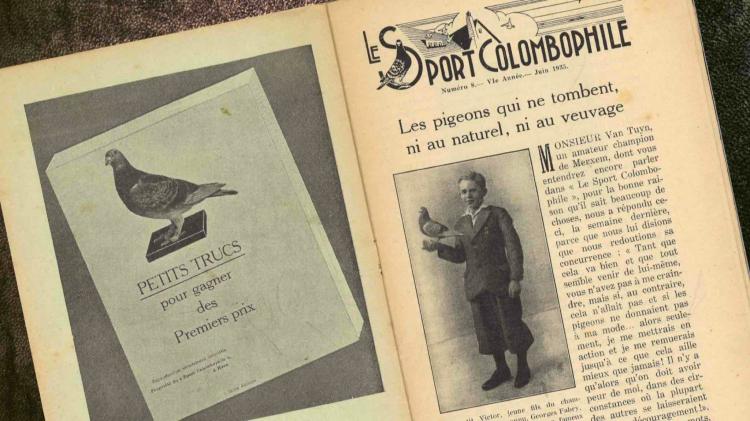 PETITS TRUCS
pour gagner
des
Premiers prix
LE SPORT COLOMBOPHILE
Numéro 8.— VIe Année.— Juin 1935.
Les pigeons qui ne tombent,
ni au naturel, ni au veuvage
MONSIEUR Van Tuyn,
un amateur champion
de Merxem, dont vous
entendrez encore parler
dans « Le Sport Colombo-
phile », pour la bonne rai-
son qu'il sait beaucoup de
choses, nous a répondu ce-
ci, la semaine dernière,
parce que nous lui disions
que nous redoutions sa
concurrence : « Tant que
cela va bien et que tout
semble venir de lui-même,
vous n'avez pas à me crain-
dre, mais si, au contraire,
cela n'allait pas et si les
pigeons ne donnaient pas
à ma mode... alors seule-
ment, je me mettrais en
action et je me remuerais
jusqu'à ce que cela aille
mieux que jamais! Il n'y a
qu'alors qu'on doit avoir
peur de moi, dans des cir-
constances où la plupart
des autres se laisseraient
découragement!».
mots,
Victor, jeune fils du cham-
Georges Fabry,
fameux